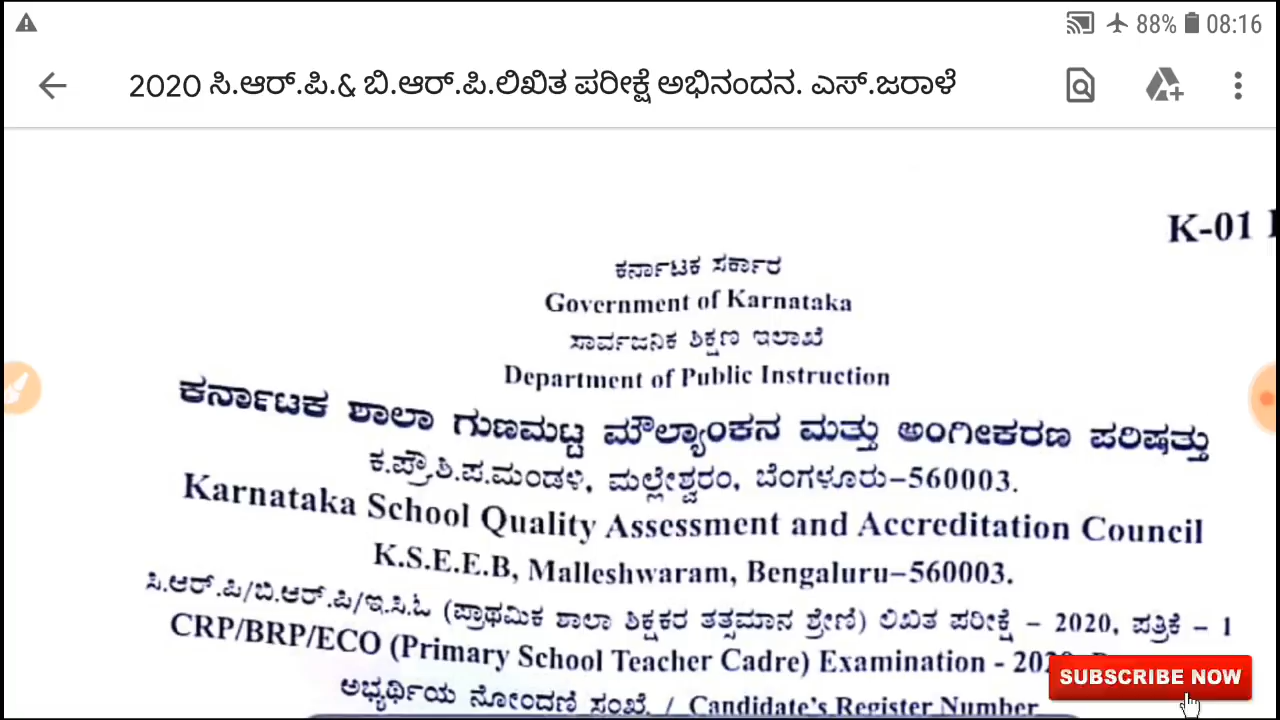 88% 08:16
2020 ಸಿ.ಆರ್.ಪಿ.& ಬಿ.ಆರ್.ಪಿ.ಲಿಖಿತ ಪರೀಕ್ಷೆ ಅಭಿನಂದನ. ಎಸ್.ಜರಾಳೆ
K-01
ಕರ್ನಾಟಕ ಸರ್ಕಾರ
Government of Karnataka
ಸಾರ್ವಜನಿಕ ಶಿಕ್ಷಣ ಇಲಾಖೆ
Department of Public Instruction
ಕರ್ನಾಟಕ ಶಾಲಾ ಗುಣಮಟ್ಟ ಮೌಲ್ಯಾಂಕನ ಮತ್ತು ಅಂಗೀಕರಣ ಪರಿಷತ್ತು
ಕ.ಪ್ರೌ.ಶಿ.ಪ.ಮಂಡಳಿ, ಮಲ್ಲೇಶ್ವರಂ, ಬೆಂಗಳೂರು-560003.
Karnataka School Quality Assessment and Accreditation Council
K.S.E.E.B, Malleshwaram, Bengaluru-560003.
ಸಿ.ಆರ್.ಪಿ/ಬಿ.ಆರ್.ಪಿ/ಇ.ಸಿ.ಓ (ಪ್ರಾಥಮಿಕ ಶಾಲಾ ಶಿಕ್ಷಕರ ತತ್ಸಮಾನ ಶ್ರೇಣಿ) ಲಿಖಿತ ಪರೀಕ್ಷೆ - 2020, ಪತ್ರಿಕೆ - 1
CRP/BRP/ECO (Primary School Teacher Cadre) Examination -
SUBSCRIBE NOW
ಅಭ್ಯರ್ಥಿಯ ನೋಂದಣಿ ಸಂಖ್ಯೆ / Candidate's Register Number